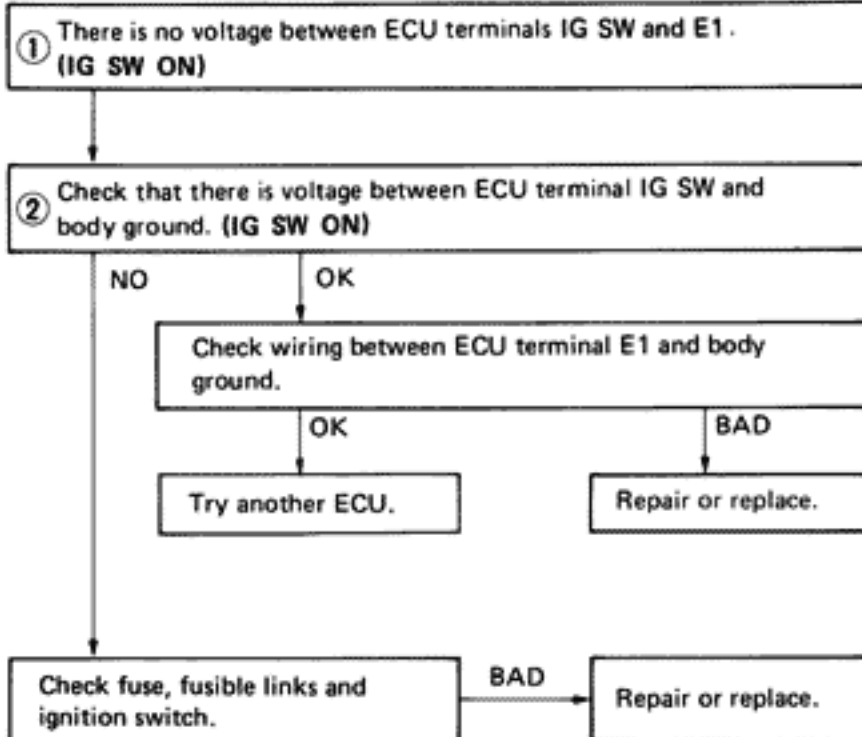 ① There is no voltage between ECU terminals IG SW and E1.
(IG SW ON)
② Check that there is voltage between ECU terminal IG SW and
body ground. (IG SW ON)
NO
OK
Check wiring between ECU terminal E1 and body
ground.
OK
BAD
Try another ECU.
Repair or replace.
Check fuse, fusible links and
ignition switch.
BAD
Repair or replace.